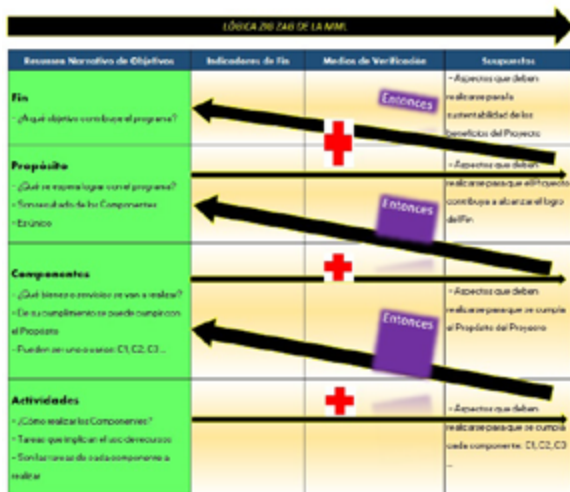 LÓGICA ZIG ZAG DE LA MML
Resumen Narrativo de Objetivos
Indicadores de Fin
Medios de Verificación
Supuestos
Fin
- ¿A qué objetivo contribuye el programa?
Entonces
- Aspectos que deben
realizarse para la
sustentabilidad de los
beneficios del Proyecto
Propósito
- ¿Qué se espera lograr con el programa?
- Son resultado de los Componentes
- Es único
Entonces
- Aspectos que deben
realizarse para que el Proyecto
contribuya a alcanzar el logro
del Fin
Componentes
- ¿Qué bienes o servicios se van a realizar?
- De su cumplimiento se puede cumplir con
el Propósito
- Pueden ser uno o varios: C1, C2, C3 ...
Entonces
- Aspectos que deben
realizarse para que se cumpla
el Propósito del Proyecto
Actividades
- ¿Cómo realizar los Componentes?
- Tareas que implican el uso de recursos
- Son las tareas de cada componente a
realizar
- Aspectos que deben
realizarse para que se cumpla
cada componente: C1, C2, C3
...